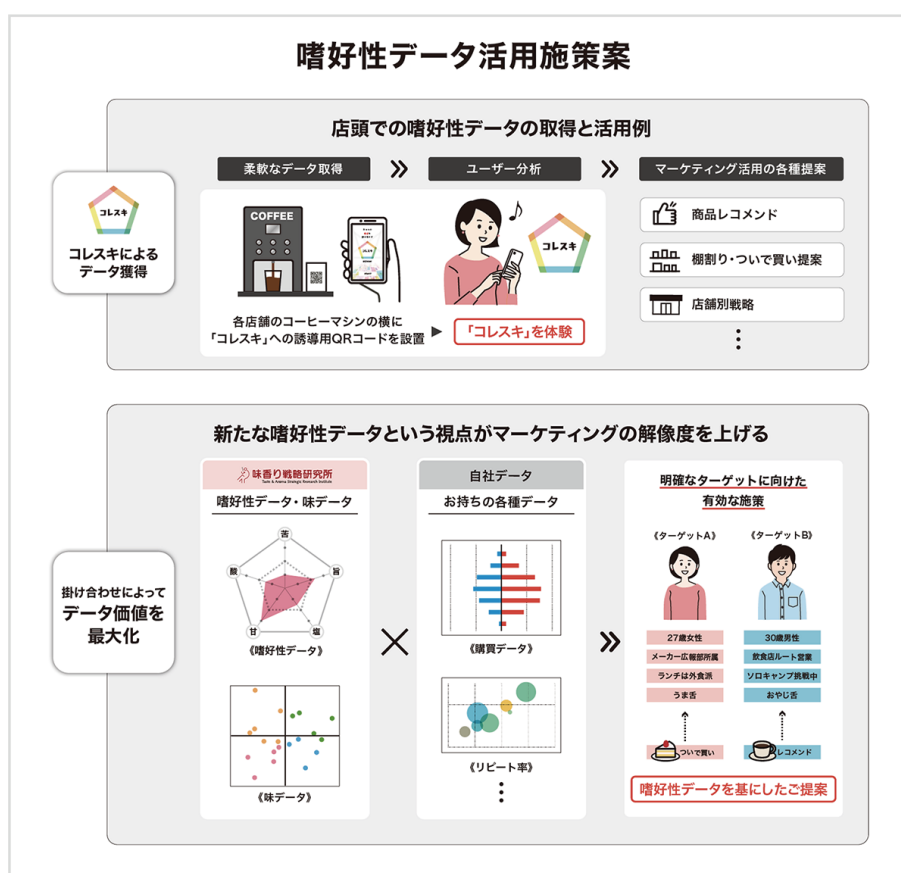 嗜好性データ活用施策案
店頭での嗜好性データの取得と活用例
柔軟なデータ取得
ユーザー分析
マーケティング活用の各種提案
コレスキ
コレスキによる
データ獲得
COFFEE
コレスキ
各店舗のコーヒーマシンの横に
「コレスキ」への誘導用QRコードを設置
「コレスキ」を体験
商品レコメンド
棚割り・ついで買い提案
店舗別戦略
新たな嗜好性データという視点がマーケティングの解像度を上げる
掛け合わせによって
データ価値を
最大化
味香り戦略研究所
Taste & Aroma Strategic Research Institute
嗜好性データ・味データ
苦
酸
旨
甘
塩
《嗜好性データ》
《味データ》
自社データ
お持ちの各種データ
《購買データ》
《リピート率》
明確なターゲットに向けた
有効な施策
《ターゲットA》
《ターゲットB》
27歳女性
メーカー広報部所属
ランチは外食派
うま舌
ついで買い
30歳男性
飲食店ルート営業
ソロキャンプ挑戦中
おやじ舌
レコメンド
嗜好性データを基にしたご提案